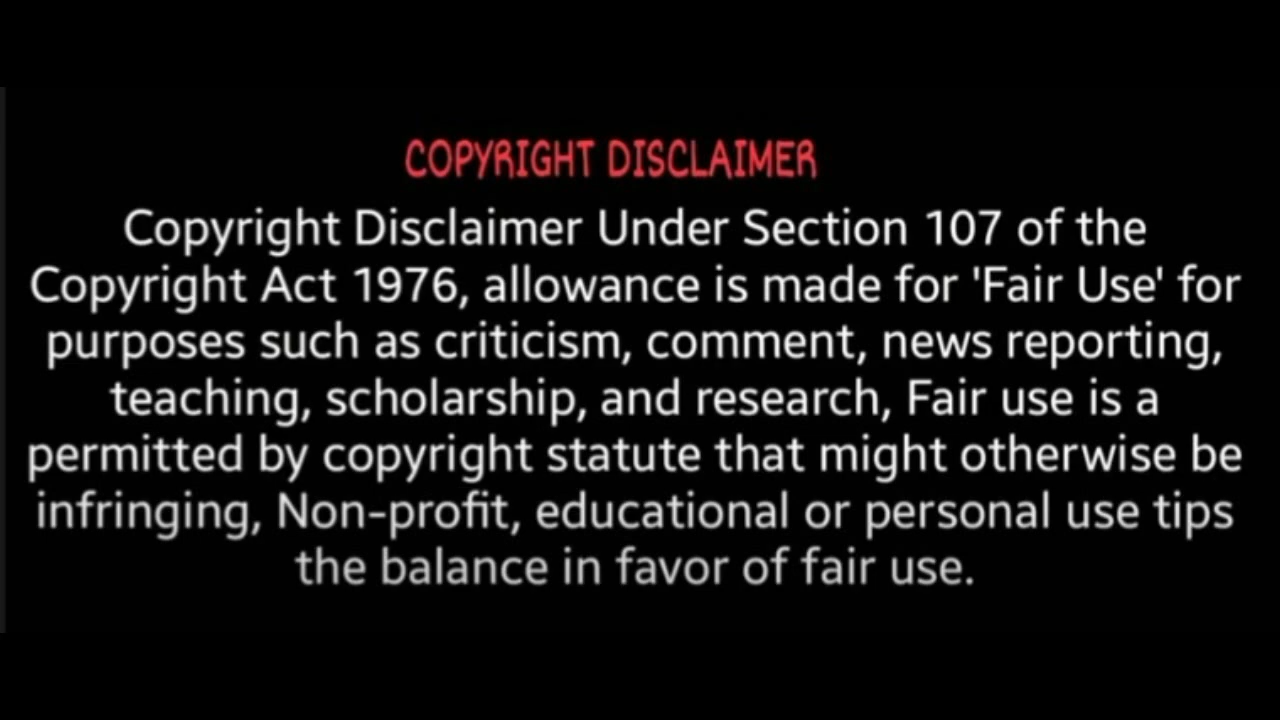 COPYRIGHT DISCLAIMER
Copyright Disclaimer Under Section 107 of the
Copyright Act 1976, allowance is made for 'Fair Use' for
purposes such as criticism, comment, news reporting,
teaching, scholarship, and research, Fair use is a
permitted by copyright statute that might otherwise be
infringing, Non-profit, educational or personal use tips
the balance in favor of fair use.